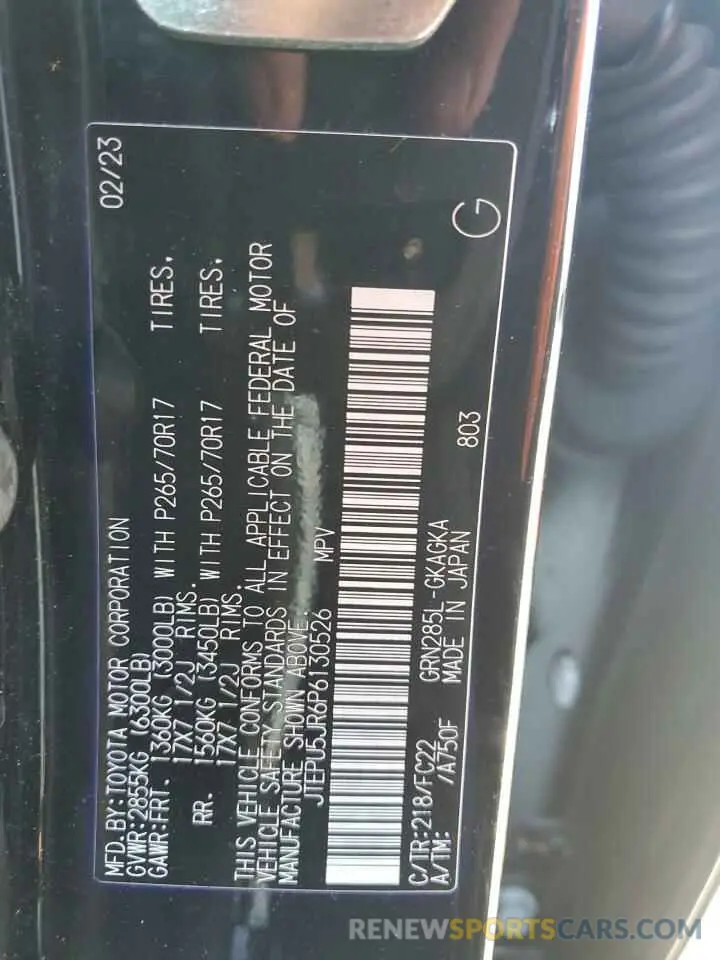 MFD.BY:TOYOTA MOTOR CORPORATION 02/23
GVWR:2855KG (6300LB)
GAWR:FRT. 1360KG (3000LB) WITH P265/70R17 TIRES,
17X7 1/2J RIMS.
RR. 1560KG (3450LB) WITH P265/70R17 TIRES,
17X7 1/2J RIMS.
THIS VEHICLE CONFORMS TO ALL APPLICABLE FEDERAL MOTOR
VEHICLE SAFETY STANDARDS IN EFFECT ON THE DATE OF
MANUFACTURE SHOWN ABOVE.
JTEPU5JR6P6130526 MPV
C/TR:218/FC22 GRN285L-GKAGKA 803 G
A/TM: /A750F MADE IN JAPAN
RENEWSPORTSCARS.COM